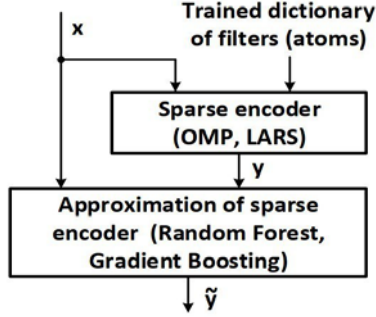 x
Trained dictionary
of filters (atoms)
Sparse encoder
(OMP, LARS)
y
Approximation of sparse
encoder (Random Forest,
Gradient Boosting)
ỹ